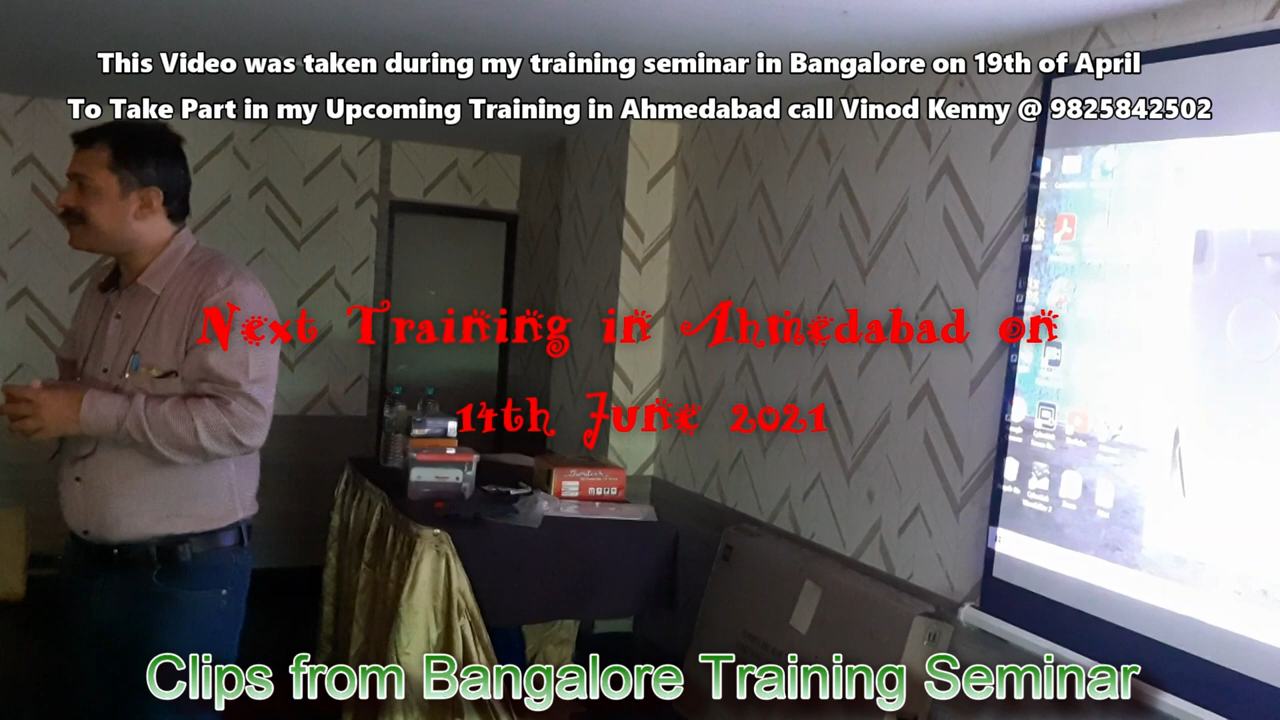 This Video was taken during my training seminar in Bangalore on 19th of April
To Take Part in my Upcoming Training in Ahmedabad call Vinod Kenny @ 9825842502
Next Training in Ahmedabad on
14th June 2021
Clips from Bangalore Training Seminar